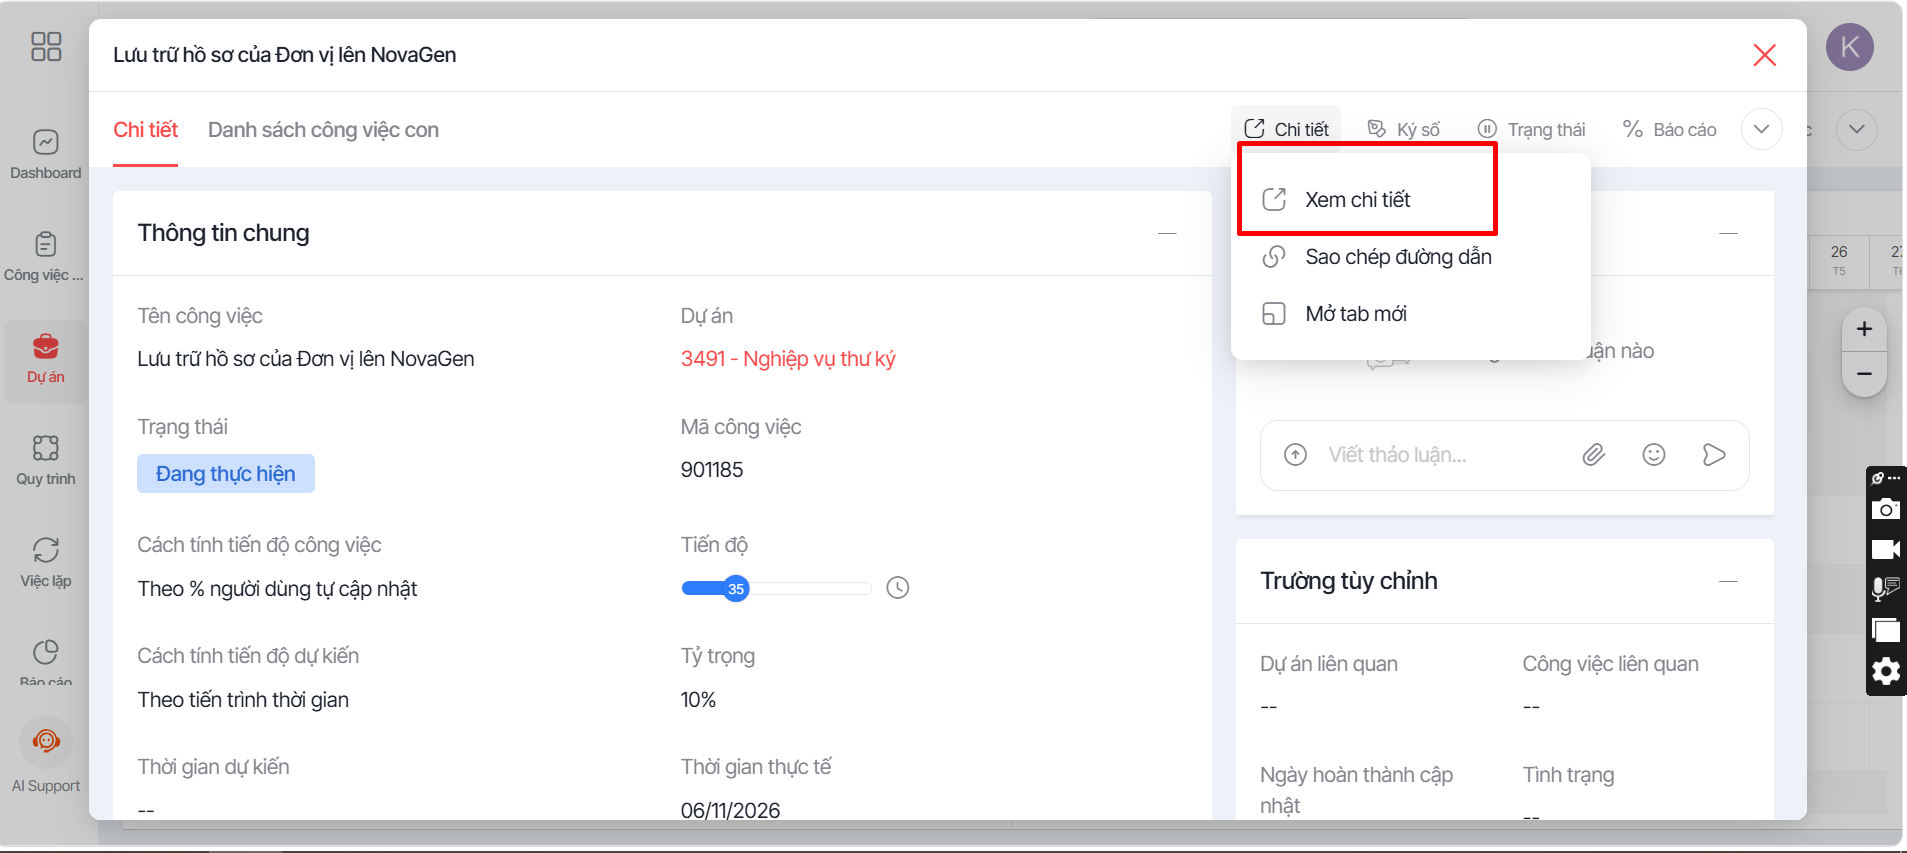 Lưu trữ hồ sơ của Đơn vị lên NovaGen
K
Chi tiết
Danh sách công việc con
Chi tiết
Ký số
Trạng thái
Báo cáo
c
Dashboard
Công việc ...
Dự án
Quy trình
Việc lặp
Báo cáo
AI Support
Xem chi tiết
Sao chép đường dẫn
Mở tab mới
Thông tin chung
Tên công việc
Lưu trữ hồ sơ của Đơn vị lên NovaGen
Dự án
3491 - Nghiệp vụ thư ký
Trạng thái
Đang thực hiện
Mã công việc
901185
Cách tính tiến độ công việc
Theo % người dùng tự cập nhật
Tiến độ
35
Cách tính tiến độ dự kiến
Theo tiến trình thời gian
Tỷ trọng
10%
Thời gian dự kiến
--
Thời gian thực tế
06/11/2026
nào
Viết thảo luận...
Trường tùy chỉnh
Dự án liên quan
--
Công việc liên quan
--
Ngày hoàn thành cập
nhật
Tình trạng
--
26
T5